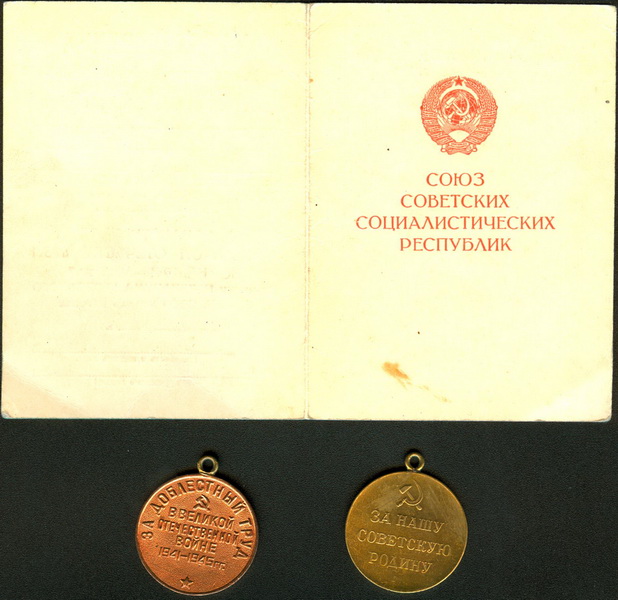 СОЮЗ
СОВЕТСКИХ
СОЦИАЛИСТИЧЕСКИХ
РЕСПУБЛИК
ЗА ДОБЛЕСТНЫЙ ТРУД
В ВЕЛИКОЙ
ОТЕЧЕСТВЕННОЙ
ВОЙНЕ
1941-1945 ГГ.
ЗА НАШУ
СОВЕТСКУЮ
РОДИНУ